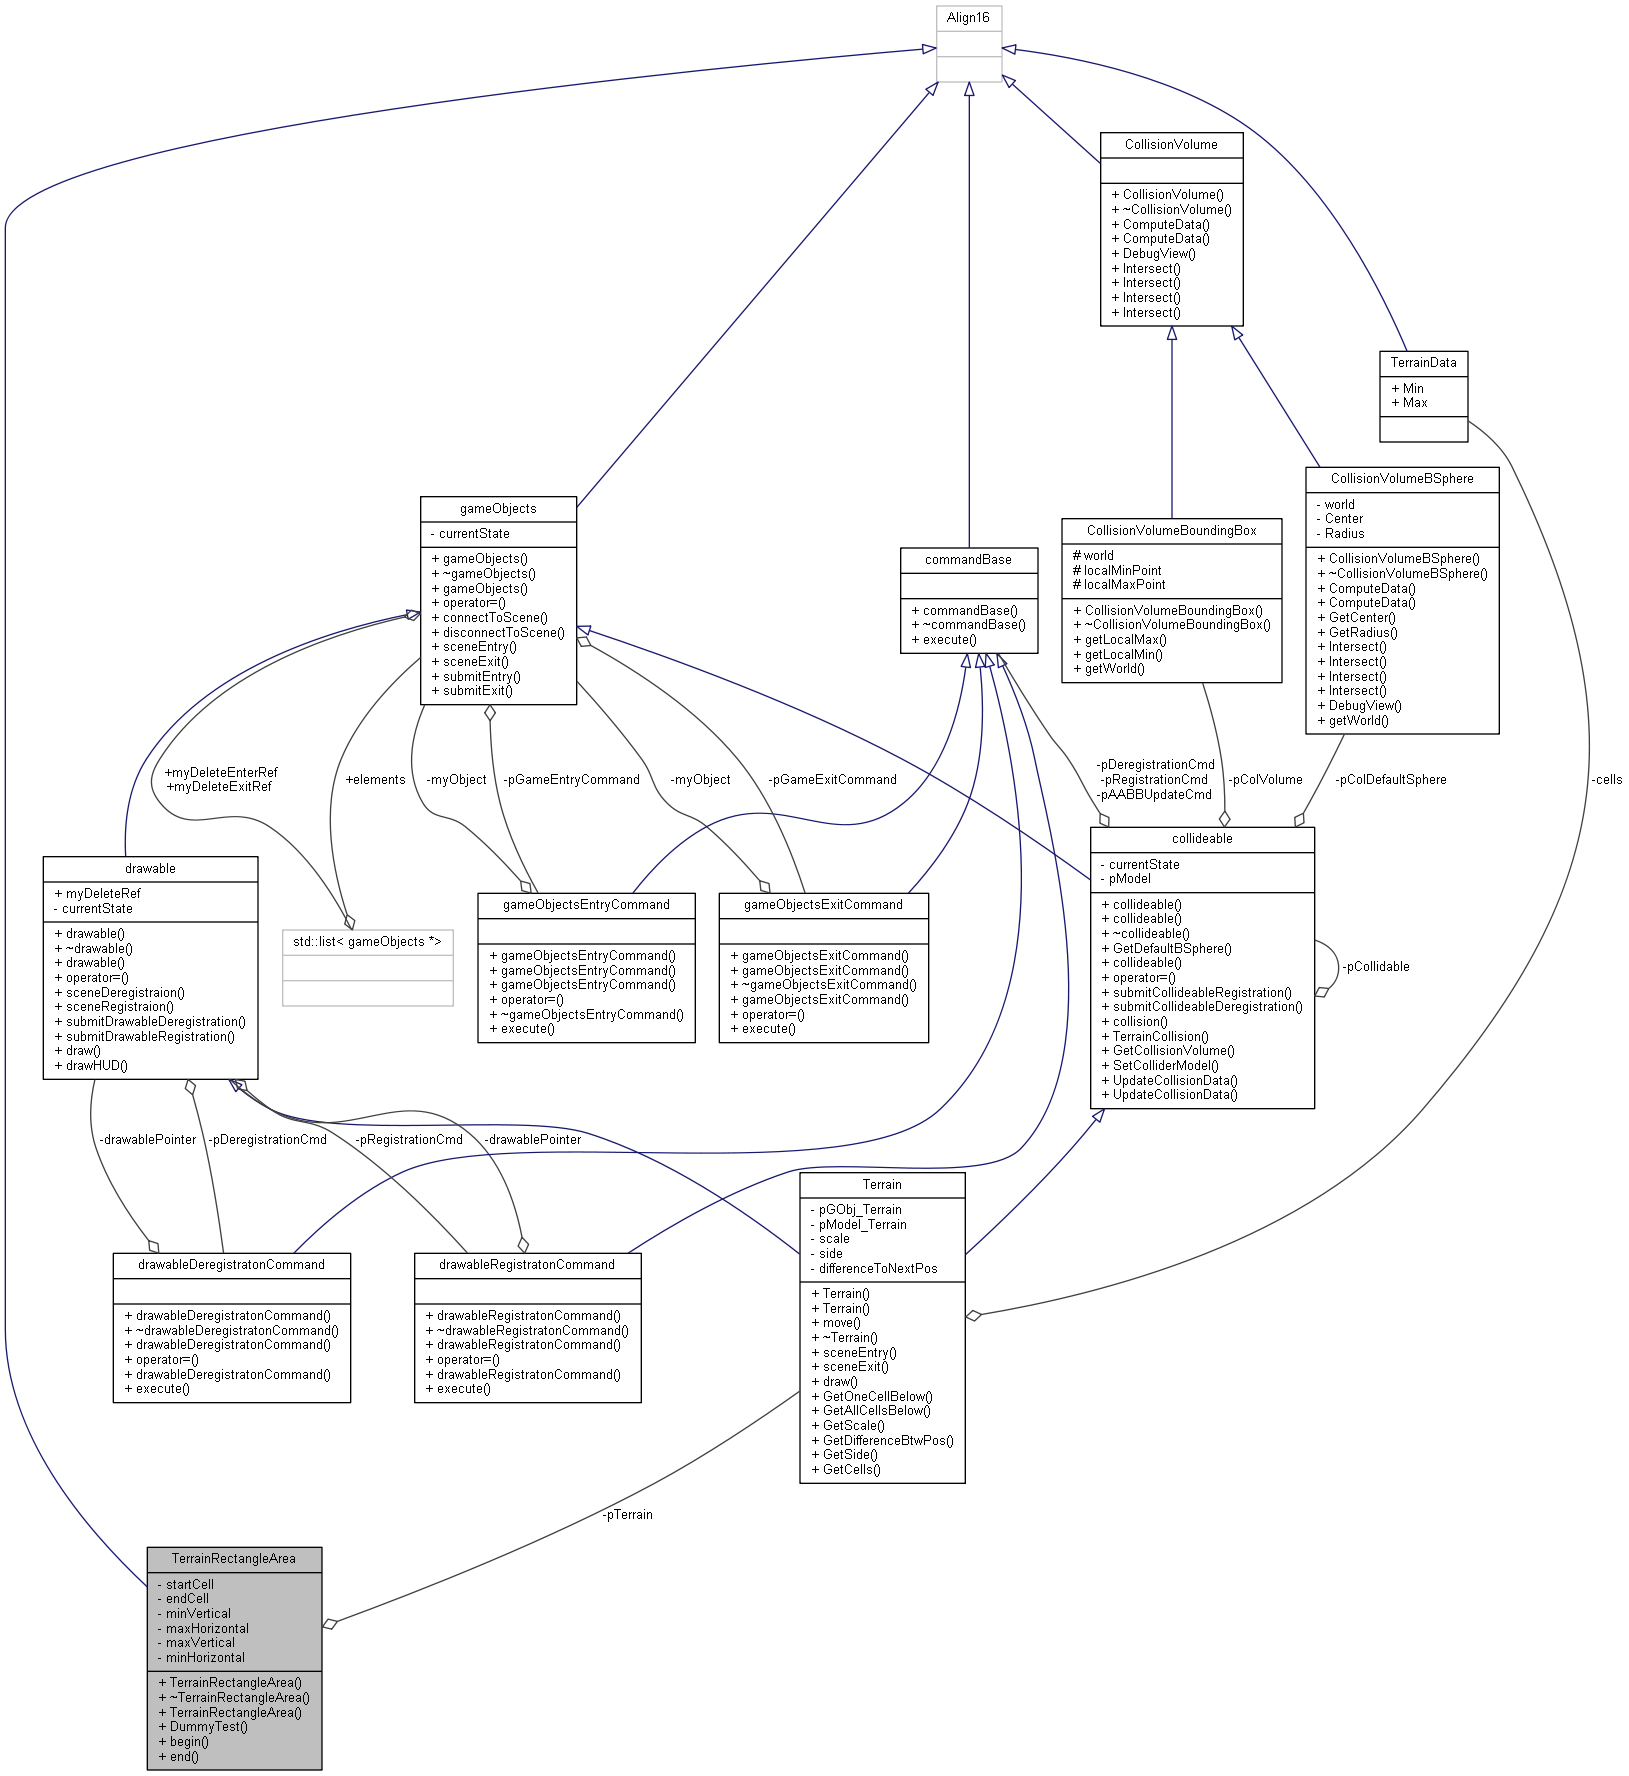 Align16
CollisionVolume
+ CollisionVolume()
+ ~CollisionVolume()
+ ComputeData()
+ ComputeData()
+ DebugView()
+ Intersect()
+ Intersect()
+ Intersect()
+ Intersect()
TerrainData
+ Min
+ Max
CollisionVolumeBSphere
- world
- Center
- Radius
+ CollisionVolumeBSphere()
+ ~CollisionVolumeBSphere()
+ ComputeData()
+ ComputeData()
+ GetCenter()
+ GetRadius()
+ Intersect()
+ Intersect()
+ Intersect()
+ Intersect()
+ DebugView()
+ getWorld()
gameObjects
- currentState
+ gameObjects()
+ ~gameObjects()
+ gameObjects()
+ operator=()
+ connectToScene()
+ disconnectToScene()
+ sceneEntry()
+ sceneExit()
+ submitEntry()
+ submitExit()
commandBase
+ commandBase()
+ ~commandBase()
+ execute()
CollisionVolumeBoundingBox
# world
# localMinPoint
# localMaxPoint
+ CollisionVolumeBoundingBox()
+ ~CollisionVolumeBoundingBox()
+ getLocalMax()
+ getLocalMin()
+ getWorld()
+myDeleteEnterRef
+myDeleteExitRef
+elements
-myObject
-pGameEntryCommand
-myObject
-pGameExitCommand
-pDeregistrationCmd
-pRegistrationCmd
-pAABBUpdateCmd
-pColVolume
-pColDefaultSphere
-cells
drawable
+ myDeleteRef
- currentState
+ drawable()
+ ~drawable()
+ drawable()
+ operator=()
+ sceneDeregistraion()
+ sceneRegistraion()
+ submitDrawableDeregistration()
+ submitDrawableRegistration()
+ draw()
+ drawHUD()
std::list< gameObjects *>
gameObjectsEntryCommand
+ gameObjectsEntryCommand()
+ gameObjectsEntryCommand()
+ gameObjectsEntryCommand()
+ operator=()
+ ~gameObjectsEntryCommand()
+ execute()
gameObjectsExitCommand
+ gameObjectsExitCommand()
+ gameObjectsExitCommand()
+ ~gameObjectsExitCommand()
+ gameObjectsExitCommand()
+ operator=()
+ execute()
collideable
- currentState
- pModel
+ collideable()
+ collideable()
+ ~collideable()
+ GetDefaultBSphere()
+ collideable()
+ operator=()
+ submitCollideableRegistration()
+ submitCollideableDeregistration()
+ collision()
+ TerrainCollision()
+ GetCollisionVolume()
+ SetColliderModel()
+ UpdateCollisionData()
+ UpdateCollisionData()
-pCollidable
-drawablePointer
-pDeregistrationCmd
-pRegistrationCmd
-drawablePointer
drawableDeregistratonCommand
+ drawableDeregistratonCommand()
+ ~drawableDeregistratonCommand()
+ drawableDeregistratonCommand()
+ operator=()
+ drawableDeregistratonCommand()
+ execute()
drawableRegistratonCommand
+ drawableRegistratonCommand()
+ ~drawableRegistratonCommand()
+ drawableRegistratonCommand()
+ operator=()
+ drawableRegistratonCommand()
+ execute()
Terrain
- pGObj_Terrain
- pModel_Terrain
- scale
- side
- differenceToNextPos
+ Terrain()
+ Terrain()
+ move()
+ ~Terrain()
+ sceneEntry()
+ sceneExit()
+ draw()
+ GetOneCellBelow()
+ GetAllCellsBelow()
+ GetScale()
+ GetDifferenceBtwPos()
+ GetSide()
+ GetCells()
-pTerrain
TerrainRectangleArea
- startCell
- endCell
- minVertical
- maxHorizontal
- maxVertical
- minHorizontal
+ TerrainRectangleArea()
+ ~TerrainRectangleArea()
+ TerrainRectangleArea()
+ DummyTest()
+ begin()
+ end()